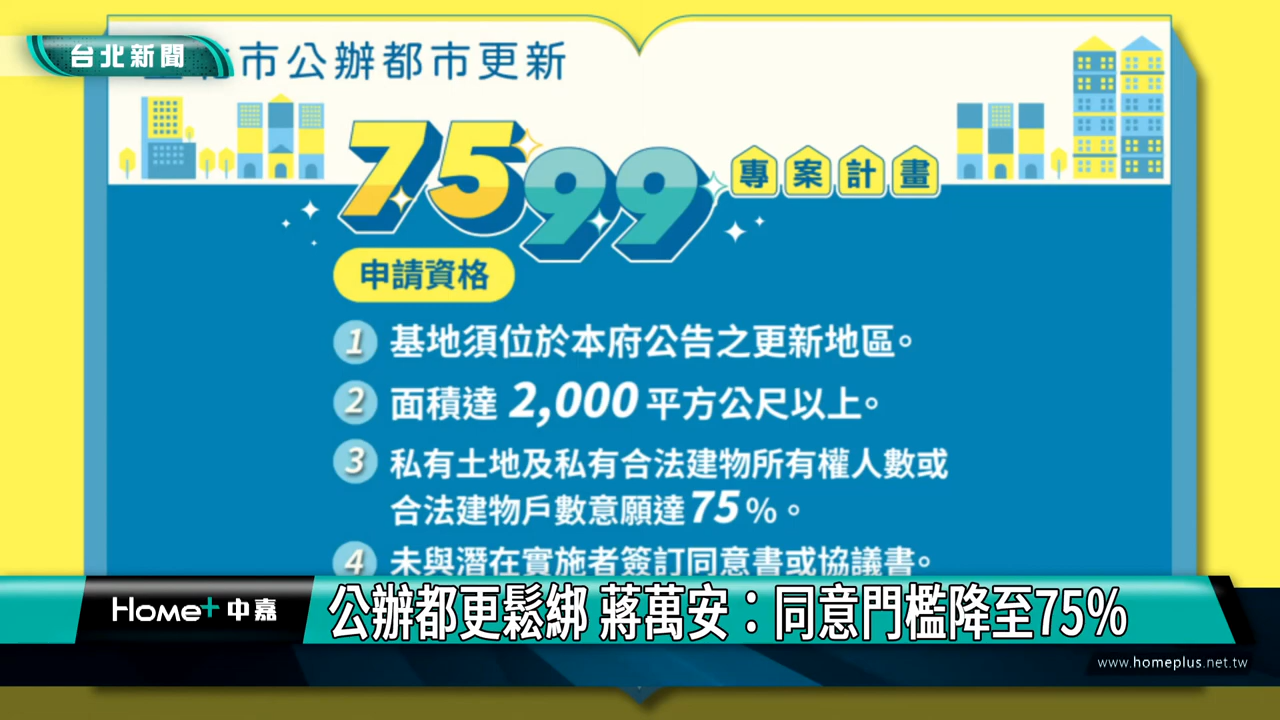 台北新聞
市公辦都市更新
7599 專案計畫
申請資格
1 基地須位於本府公告之更新地區。
2 面積達 2,000 平方公尺以上。
3 私有土地及私有合法建物所有權人數或
合法建物戶數意願達75%。
4 未與潛在實施者簽訂同意書或協議書。
Home+中嘉
公辦都更鬆綁 蔣萬安：同意門檻降至75%
www.homeplus.net.tw